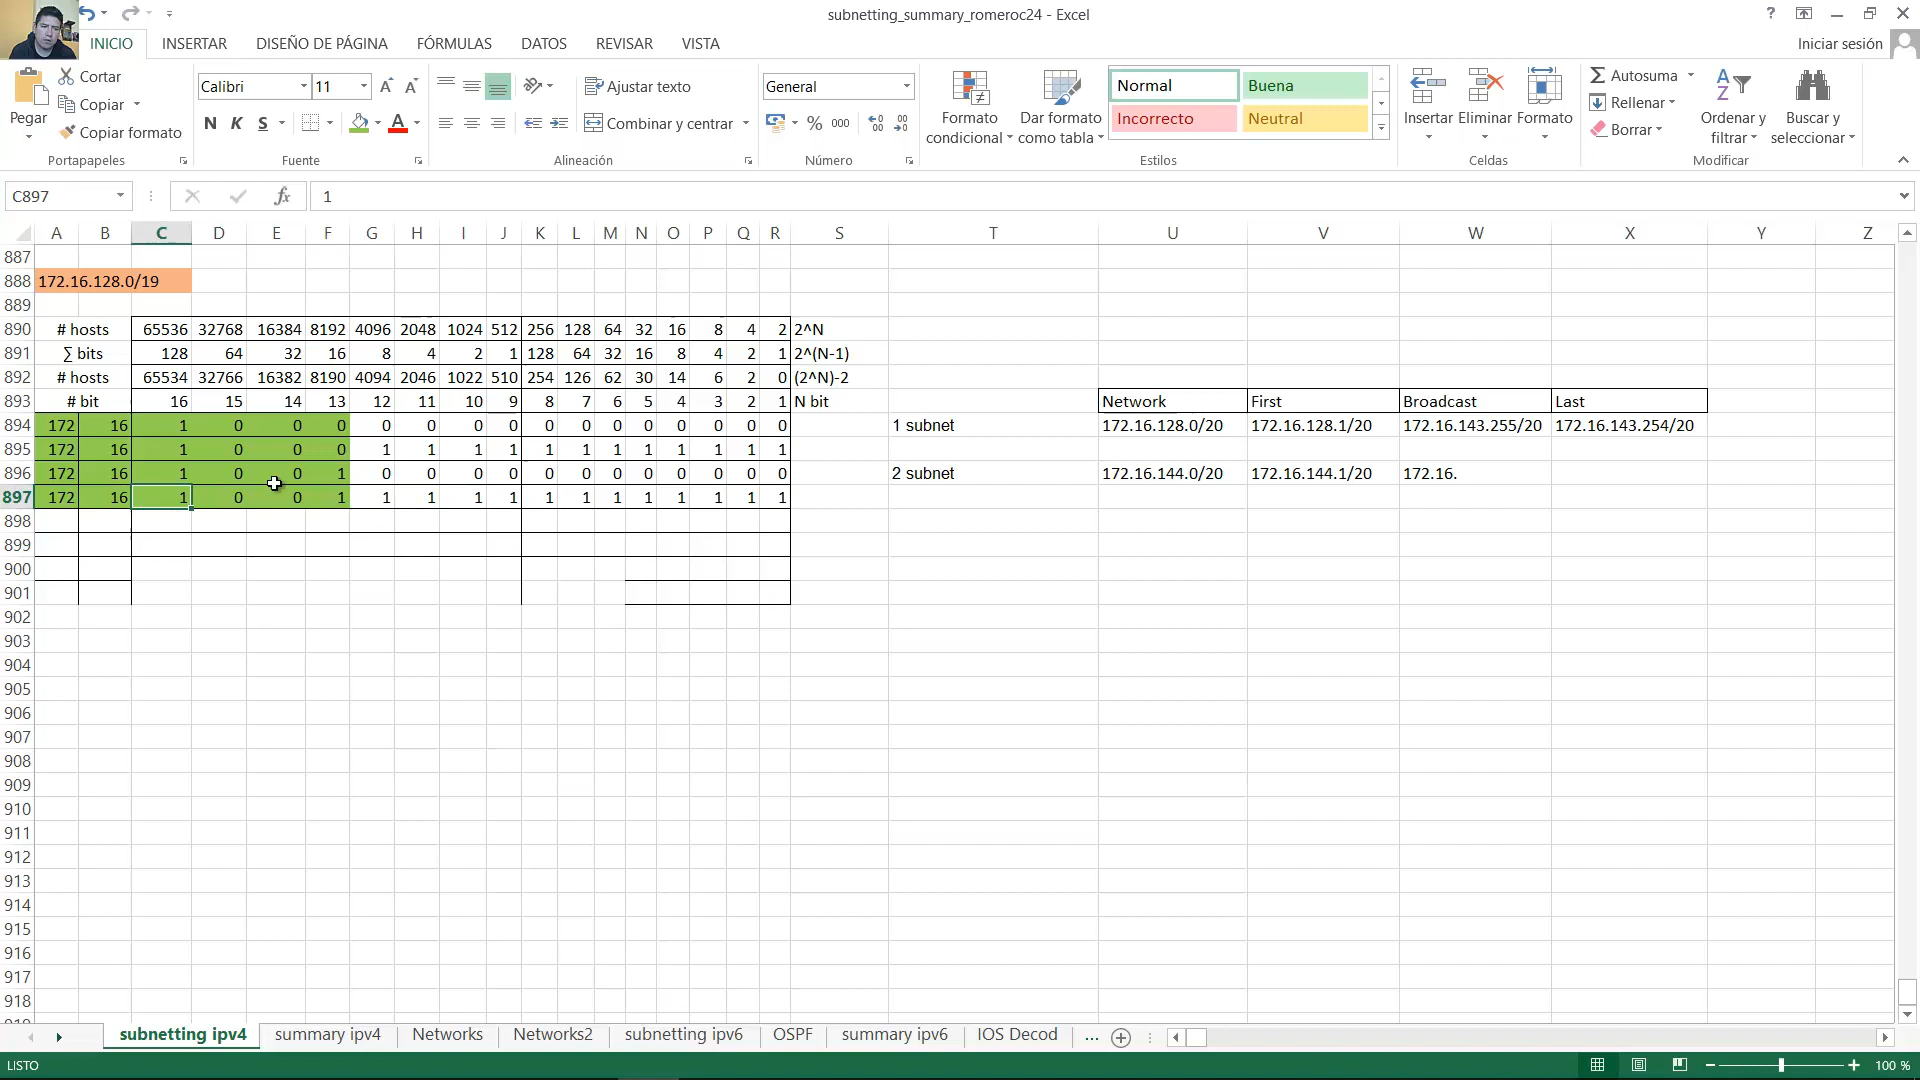 subnetting_summary_romeroc24 - Excel
?
INICIO INSERTAR DISEÑO DE PÁGINA FÓRMULAS DATOS REVISAR VISTA Iniciar sesión
Pegar
Cortar
Copiar
Copiar formato
Portapapeles
Calibri 11
N K S
Fuente
Ajustar texto
Combinar y centrar
Alineación
General
% 000
Número
Formato condicional
Dar formato como tabla
Normal Buena
Incorrecto Neutral
Estilos
Insertar Eliminar Formato
Celdas
Autosuma
Rellenar
Borrar
Ordenar y filtrar
Buscar y seleccionar
Modificar
C897 fx 1
A B C D E F G H I J K L M N O P Q R S T U V W X Y Z
887
888 172.16.128.0/19
889
890 # hosts 65536 32768 16384 8192 4096 2048 1024 512 256 128 64 32 16 8 4 2 2^N
891 ∑ bits 128 64 32 16 8 4 2 1 128 64 32 16 8 4 2 1 2^(N-1)
892 # hosts 65534 32766 16382 8190 4094 2046 1022 510 254 126 62 30 14 6 2 0 (2^N)-2
893 # bit 16 15 14 13 12 11 10 9 8 7 6 5 4 3 2 1 N bit Network First Broadcast Last
894 172 16 1 0 0 0 0 0 0 0 0 0 0 0 0 0 0 0 1 subnet 172.16.128.0/20 172.16.128.1/20 172.16.143.255/20 172.16.143.254/20
895 172 16 1 0 0 0 1 1 1 1 1 1 1 1 1 1 1 1
896 172 16 1 0 0 1 0 0 0 0 0 0 0 0 0 0 0 0 2 subnet 172.16.144.0/20 172.16.144.1/20 172.16.
897 172 16 1 0 0 1 1 1 1 1 1 1 1 1 1 1 1 1
898
899
900
901
902
903
904
905
906
907
908
909
910
911
912
913
914
915
916
917
918
subnetting ipv4 summary ipv4 Networks Networks2 subnetting ipv6 OSPF summary ipv6 IOS Decod ...
LISTO 100 %